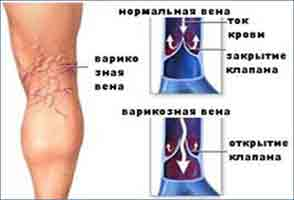 нормальная вена
ток
крови
закрытие
клапана
варико
зная
вена
варикозная вена
открытие
клапана